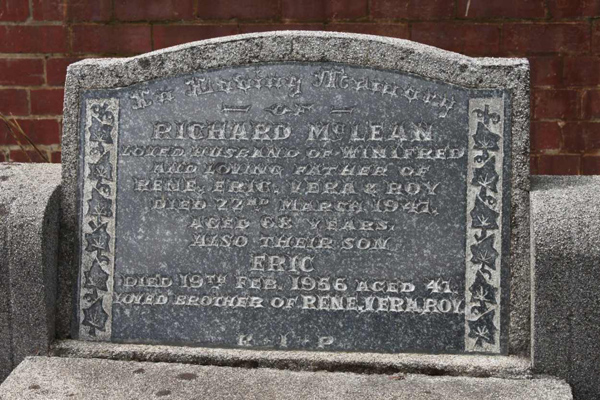 In Loving Memory
— OF —
RICHARD McLEAN
LOVED HUSBAND OF WINIFRED
AND LOVING FATHER OF
RENE, ERIC, VERA & ROY
DIED 22ND MARCH 1941.
AGED 68 YEARS.
ALSO THEIR SON
ERIC
DIED 19TH FEB. 1956 AGED 41.
LOVED BROTHER OF RENE, VERA, ROY.
R.I.P.